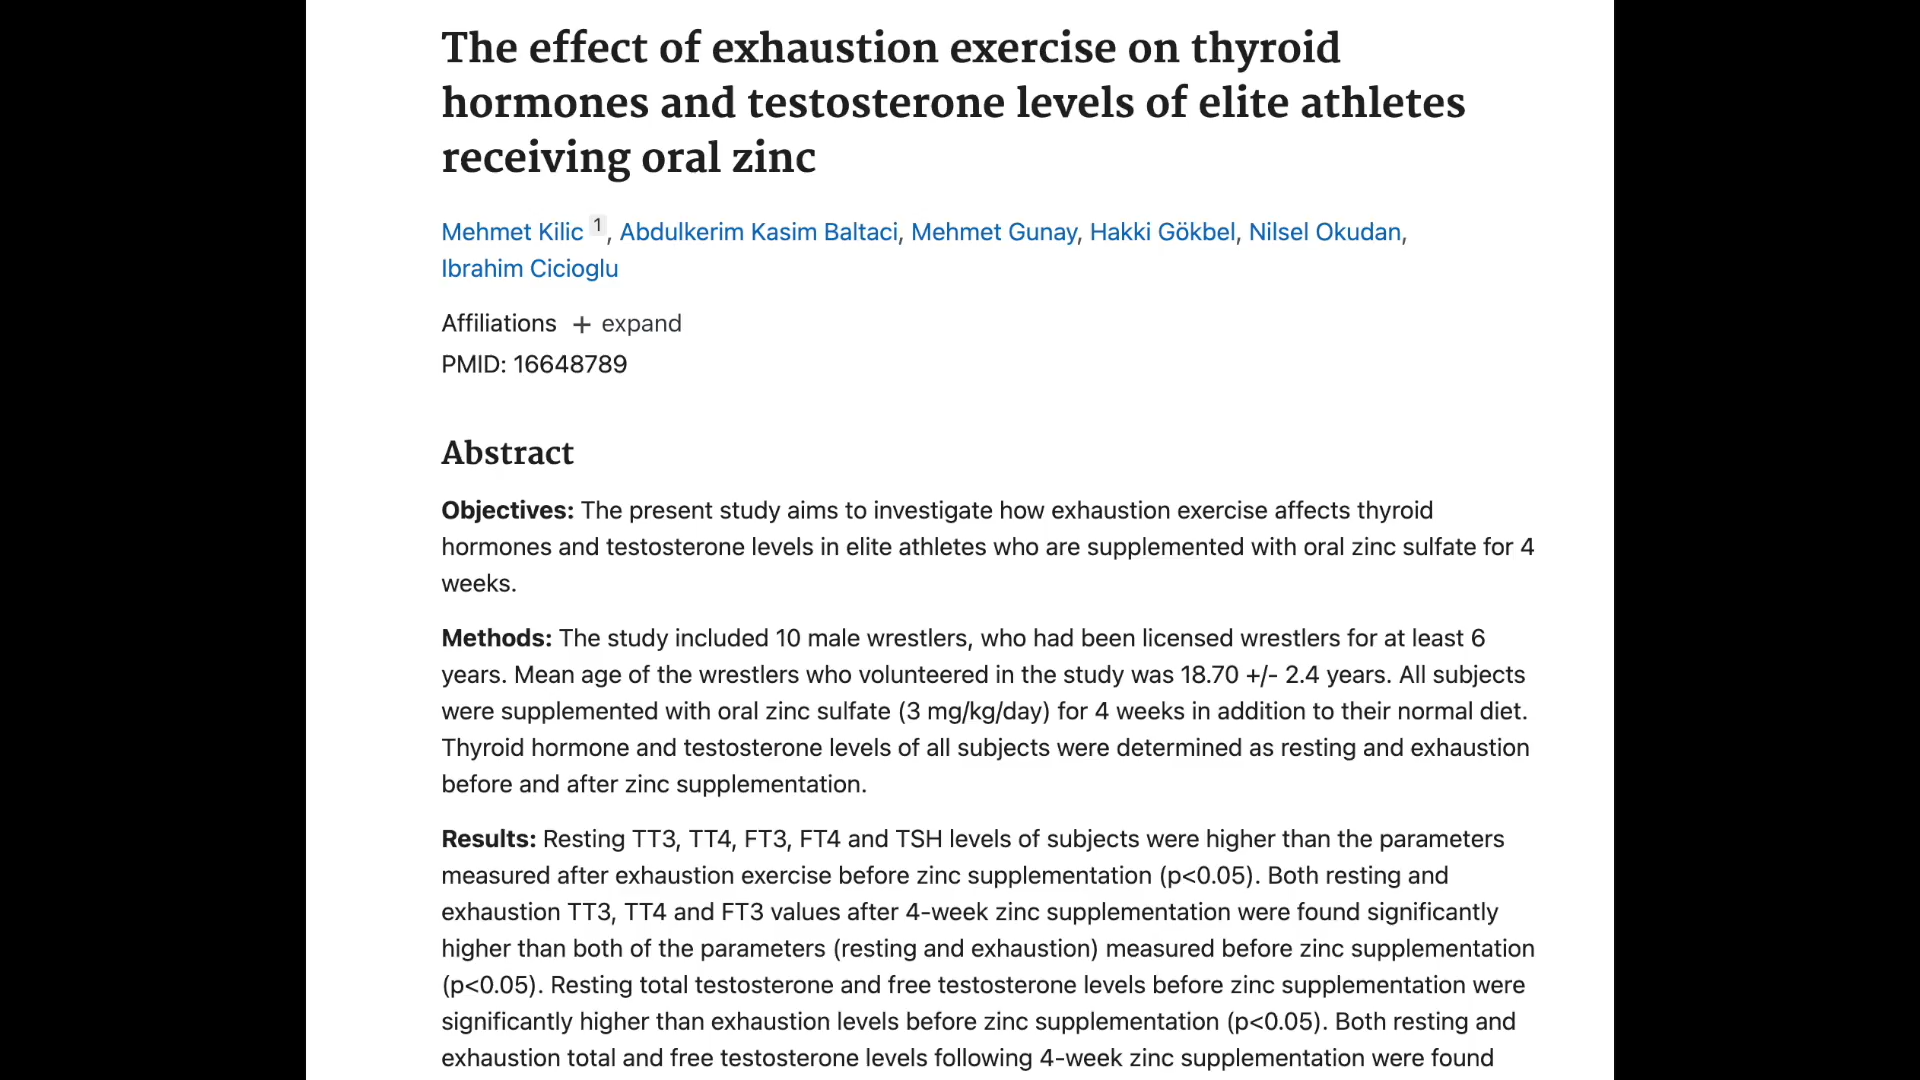 The effect of exhaustion exercise on thyroid
hormones and testosterone levels of elite athletes
receiving oral zinc
Mehmet Kilic 1, Abdulkerim Kasim Baltaci, Mehmet Gunay, Hakki Gökbel, Nilsel Okudan,
Ibrahim Cicioglu
Affiliations + expand
PMID: 16648789
Abstract
Objectives: The present study aims to investigate how exhaustion exercise affects thyroid
hormones and testosterone levels in elite athletes who are supplemented with oral zinc sulfate for 4
weeks.
Methods: The study included 10 male wrestlers, who had been licensed wrestlers for at least 6
years. Mean age of the wrestlers who volunteered in the study was 18.70 +/- 2.4 years. All subjects
were supplemented with oral zinc sulfate (3 mg/kg/day) for 4 weeks in addition to their normal diet.
Thyroid hormone and testosterone levels of all subjects were determined as resting and exhaustion
before and after zinc supplementation.
Results: Resting TT3, TT4, FT3, FT4 and TSH levels of subjects were higher than the parameters
measured after exhaustion exercise before zinc supplementation (p<0.05). Both resting and
exhaustion TT3, TT4 and FT3 values after 4-week zinc supplementation were found significantly
higher than both of the parameters (resting and exhaustion) measured before zinc supplementation
(p<0.05). Resting total testosterone and free testosterone levels before zinc supplementation were
significantly higher than exhaustion levels before zinc supplementation (p<0.05). Both resting and
exhaustion total and free testosterone levels following 4-week zinc supplementation were found